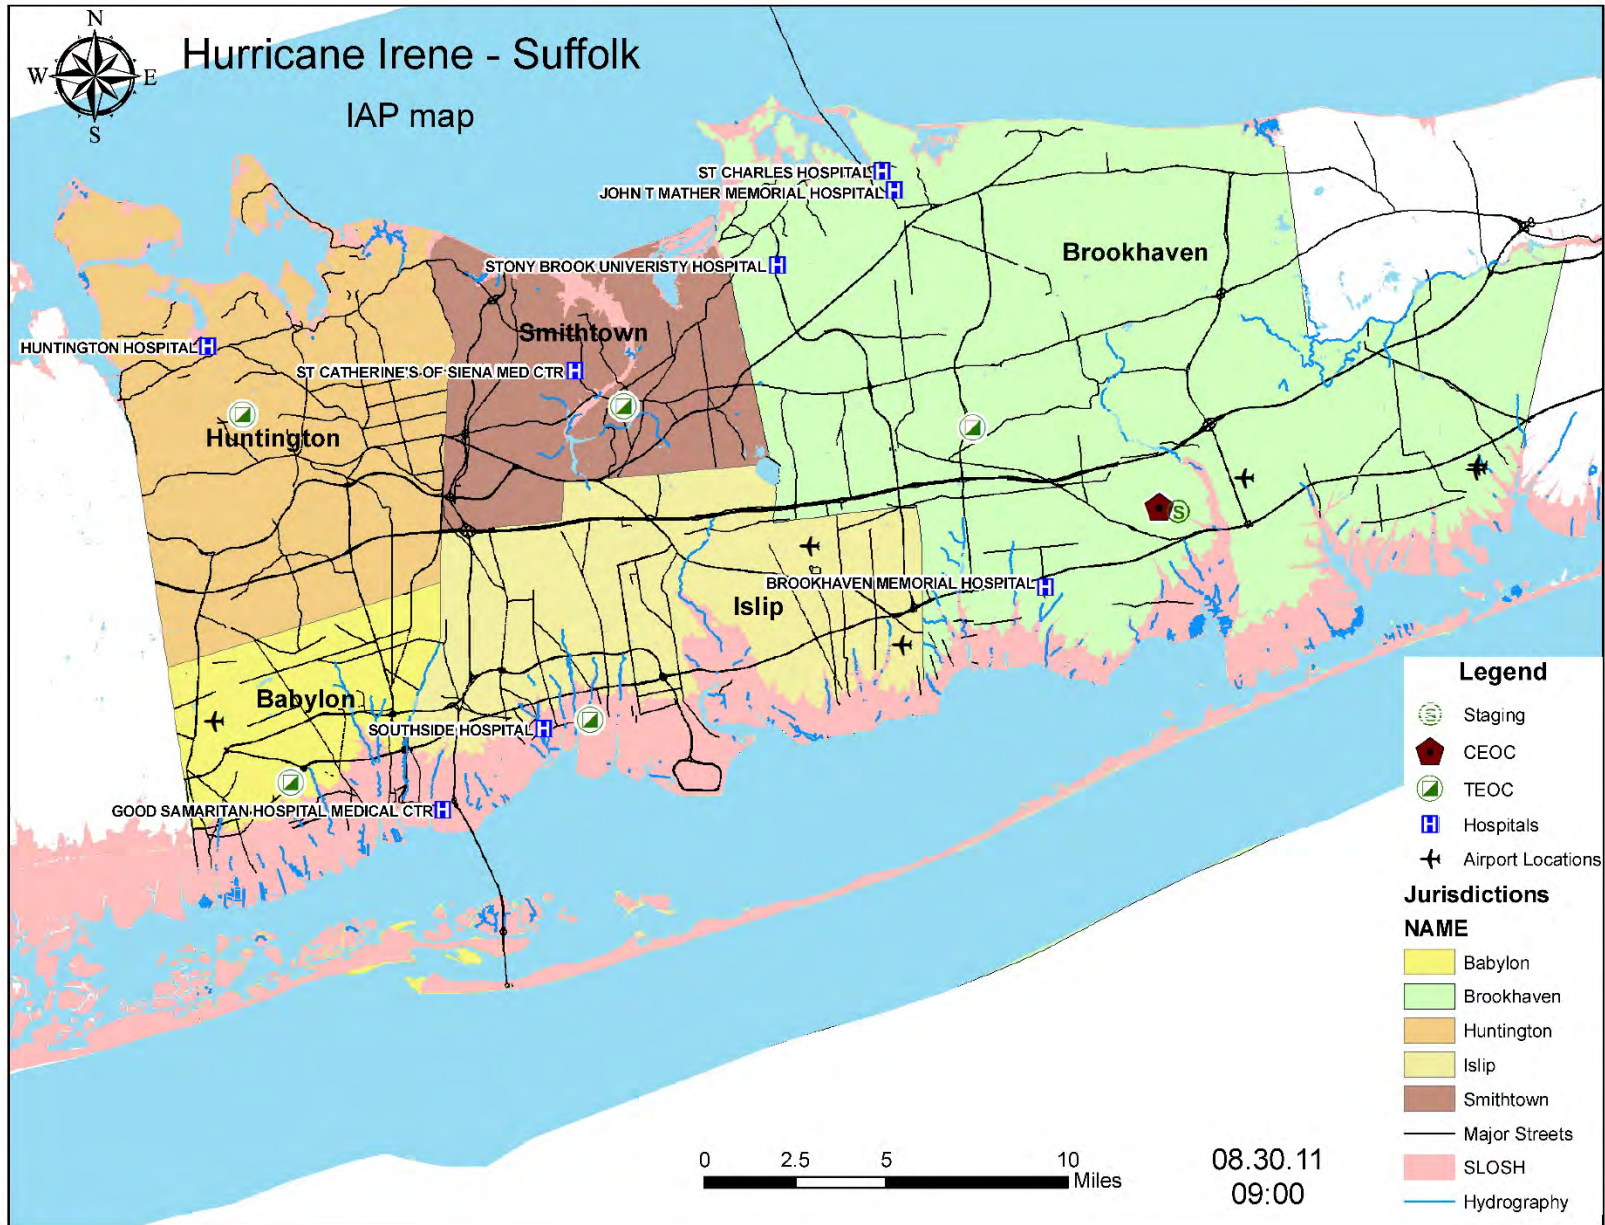 N
W E
S
Hurricane Irene - Suffolk
IAP map
ST CHARLES HOSPITAL H
JOHN T MATHER MEMORIAL HOSPITAL H
Brookhaven
STONY BROOK UNIVERISTY HOSPITAL H
Smithtown
HUNTINGTON HOSPITAL H
ST CATHERINE'S OF SIENA MED CTR H
Huntington
S
BROOKHAVEN MEMORIAL HOSPITAL H
Islip
Babylon
SOUTHSIDE HOSPITAL H
GOOD SAMARITAN HOSPITAL MEDICAL CTR H
Legend
S Staging
CEOC
TEOC
H Hospitals
Airport Locations
Jurisdictions
NAME
Babylon
Brookhaven
Huntington
Islip
Smithtown
Major Streets
SLOSH
Hydrography
0 2.5 5 10
Miles
08.30.11
09:00